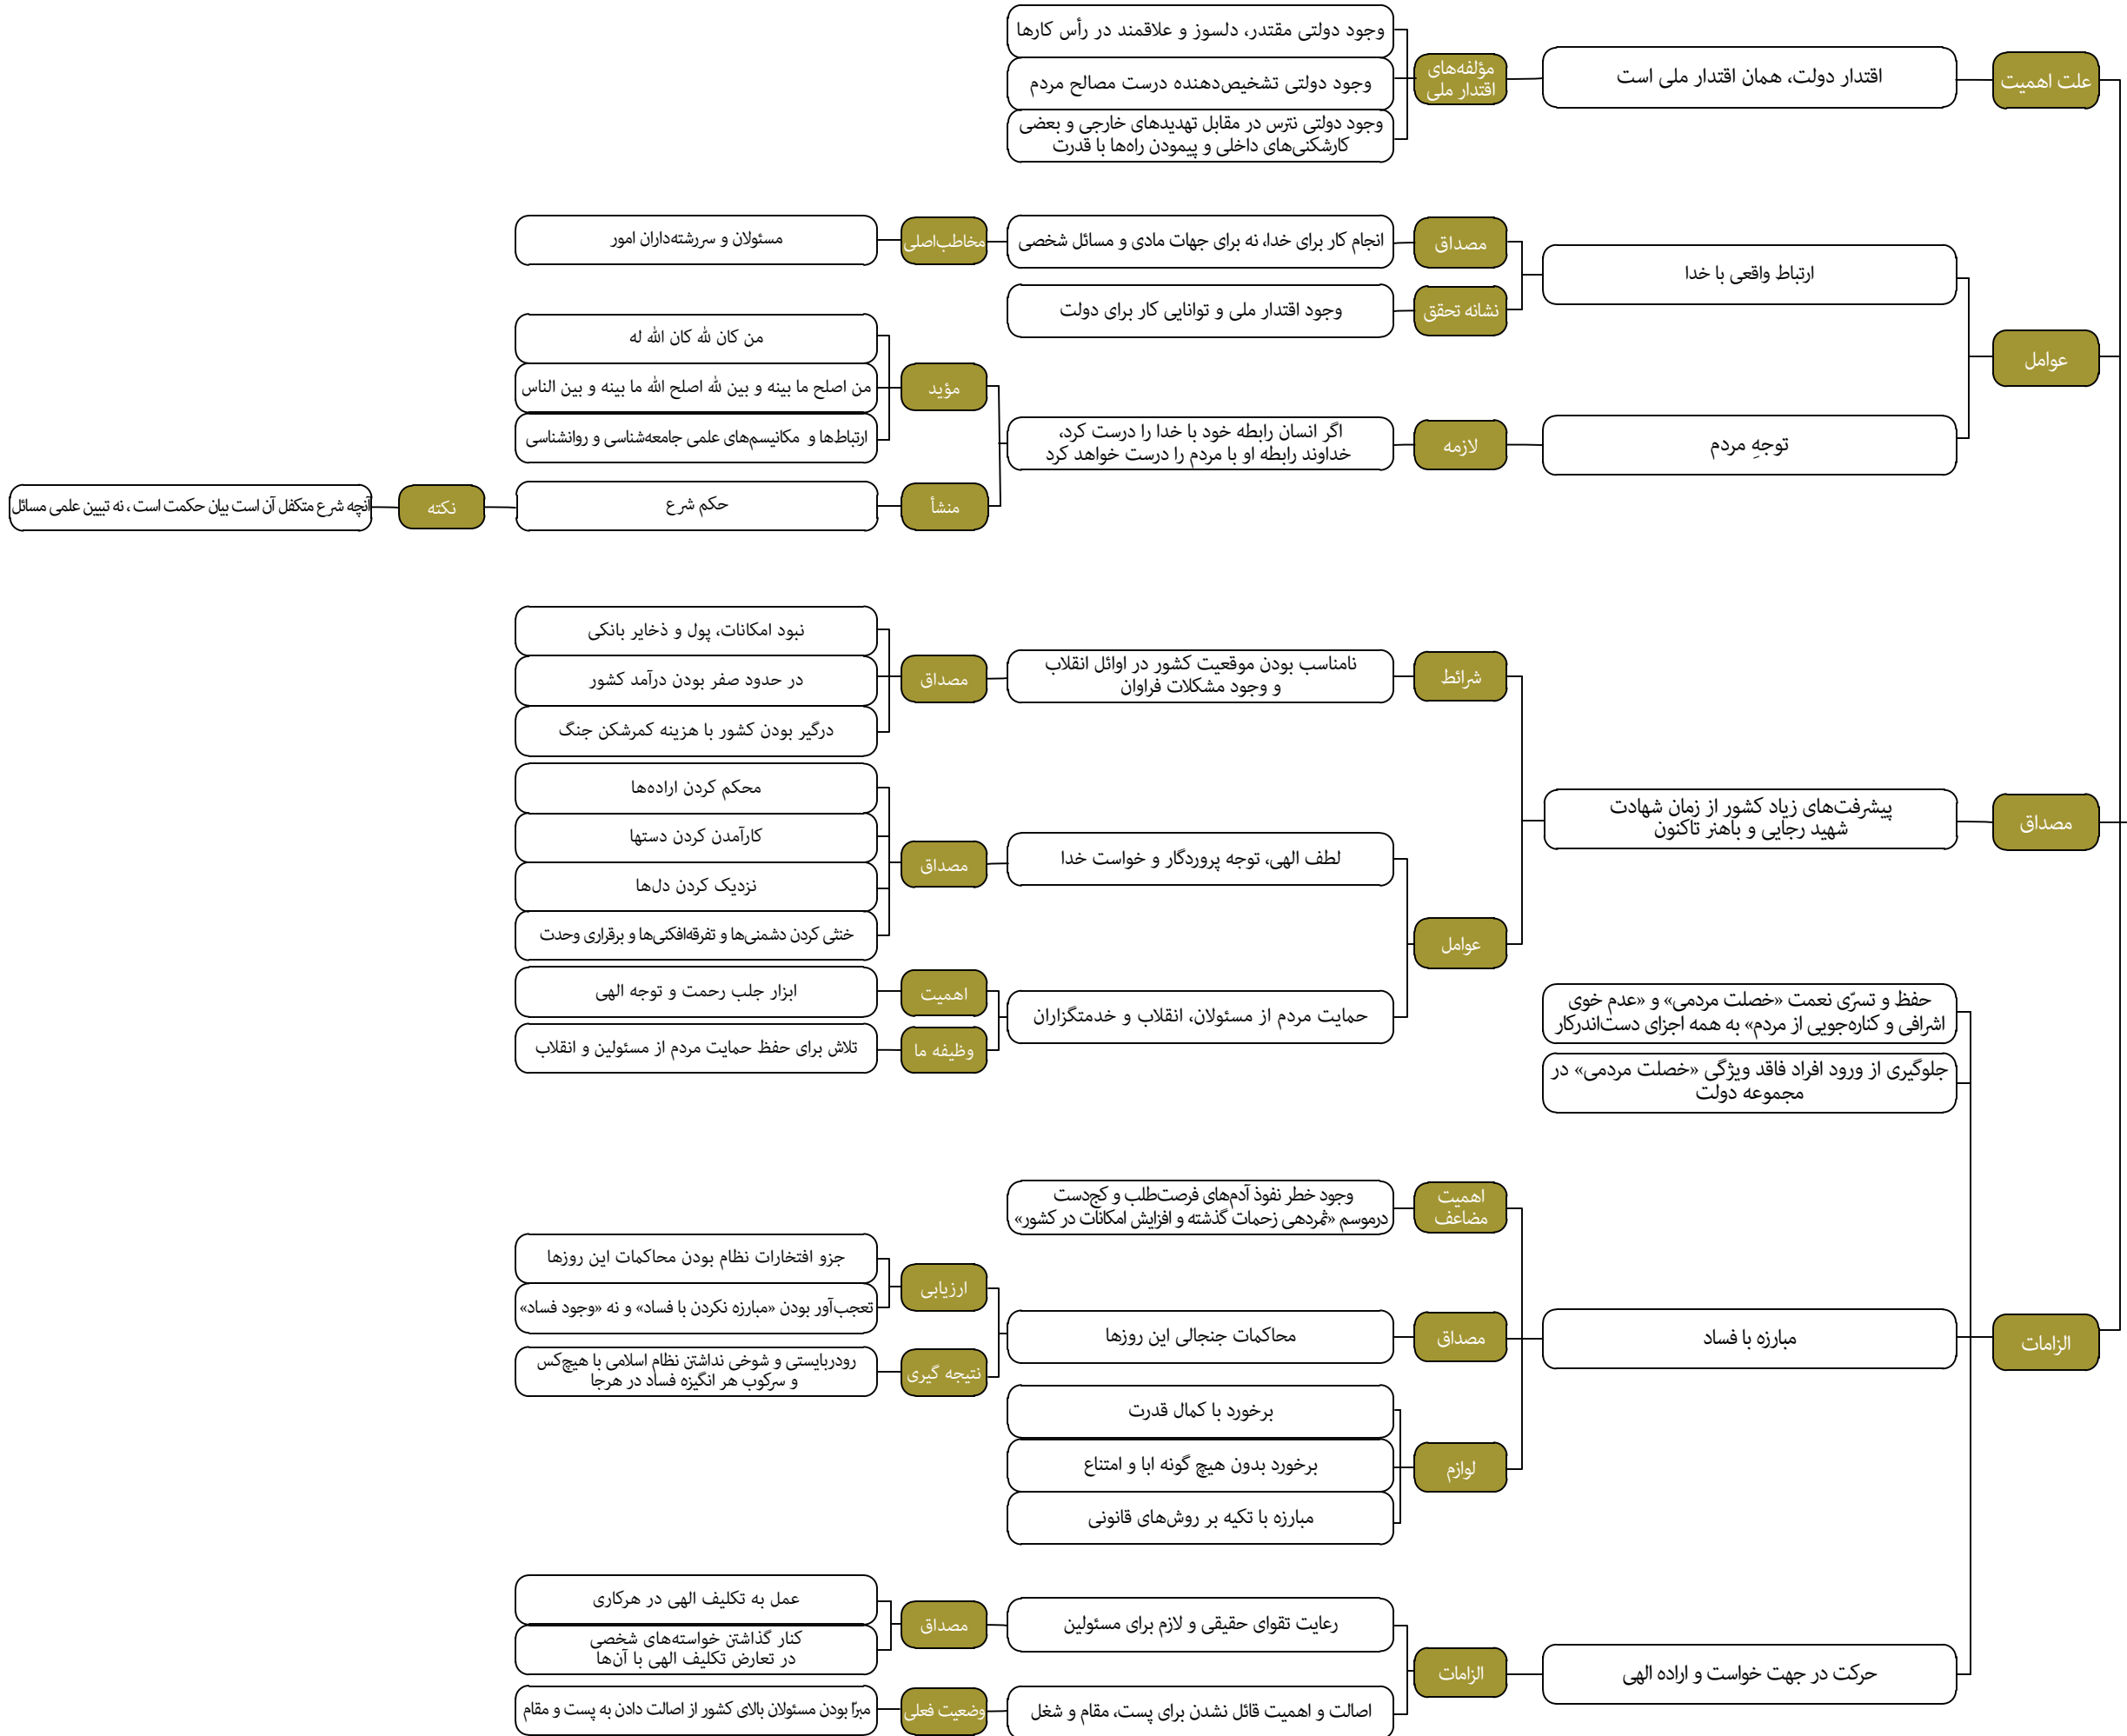 علت اهمیت
اقتدار دولت، همان اقتدار ملی است
مؤلفه‌های
اقتدار ملی
وجود دولتی مقتدر، دلسوز و علاقمند در رأس کارها
وجود دولتی تشخیص‌دهنده درست مصالح مردم
وجود دولتی نترس در مقابل تهدیدهای خارجی و بعضی
کارشکنی‌های داخلی و پیمودن راه‌ها با قدرت
عوامل
ارتباط واقعی با خدا
مصداق
انجام کار برای خدا، نه برای جهات مادی و مسائل شخصی
مخاطب‌اصلی
مسئولان و سررشته‌داران امور
نشانه تحقق
وجود اقتدار ملی و توانایی کار برای دولت
توجهِ مردم
لازمه
اگر انسان رابطه خود با خدا را درست کرد،
خداوند رابطه او با مردم را درست خواهد کرد
مؤید
من کان لله کان الله له
من اصلح ما بینه و بین لله اصلح الله ما بینه و بین الناس
ارتباط‌ها و مکانیسم‌های علمی جامعه‌شناسی و روانشناسی
منشأ
حکم شرع
نکته
آنچه شرع متکفل آن است بیان حکمت است ، نه تبیین علمی مسائل
مصداق
پیشرفت‌های زیاد کشور از زمان شهادت
شهید رجایی و باهنر تاکنون
شرائط
نامناسب بودن موقعیت کشور در اوائل انقلاب
و وجود مشکلات فراوان
مصداق
نبود امکانات، پول و ذخایر بانکی
در حدود صفر بودن درآمد کشور
درگیر بودن کشور با هزینه کمرشکن جنگ
عوامل
لطف الهی، توجه پروردگار و خواست خدا
مصداق
محکم کردن اراده‌ها
کارآمدن کردن دستها
نزدیک کردن دل‌ها
خنثی کردن دشمنی‌ها و تفرقه‌افکنی‌ها و برقراری وحدت
حمایت مردم از مسئولان، انقلاب و خدمتگزاران
اهمیت
ابزار جلب رحمت و توجه الهی
وظیفه ما
تلاش برای حفظ حمایت مردم از مسئولین و انقلاب
الزامات
حفظ و تسرّی نعمت «خصلت مردمی» و «عدم خوی
اشرافی و کناره‌جویی از مردم» به همه اجزای دست‌اندرکار
جلوگیری از ورود افراد فاقد ویژگی «خصلت مردمی» در
مجموعه دولت
مبارزه با فساد
اهمیت
مضاعف
وجود خطر نفوذ آدم‌های فرصت‌طلب و کج‌دست
درموسم «ثمردهی زحمات گذشته و افزایش امکانات در کشور»
مصداق
محاکمات جنجالی این روزها
ارزیابی
جزو افتخارات نظام بودن محاکمات این روزها
تعجب‌آور بودن «مبارزه نکردن با فساد» و نه «وجود فساد»
نتیجه گیری
رودربایستی و شوخی نداشتن نظام اسلامی با هیچ‌کس
و سرکوب هر انگیزه فساد در هرجا
لوازم
برخورد با کمال قدرت
برخورد بدون هیچ گونه ابا و امتناع
مبارزه با تکیه بر روش‌های قانونی
حرکت در جهت خواست و اراده الهی
الزامات
رعایت تقوای حقیقی و لازم برای مسئولین
مصداق
عمل به تکلیف الهی در هرکاری
کنار گذاشتن خواسته‌های شخصی
در تعارض تکلیف الهی با آن‌ها
اصالت و اهمیت قائل نشدن برای پست، مقام و شغل
وضعیت فعلی
مبرّا بودن مسئولان بالای کشور از اصالت دادن به پست و مقام